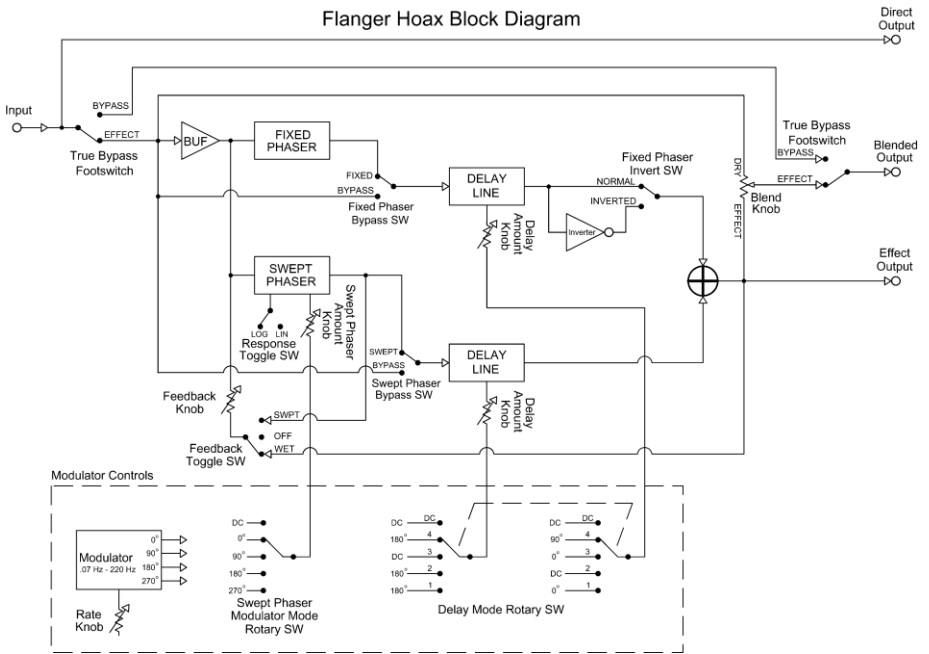 Flanger Hoax Block Diagram
Direct
Output
Input
BYPASS
EFFECT
True Bypass
Footswitch
BUF
FIXED
PHASER
FIXED
BYPASS
Fixed Phaser
Bypass SW
DELAY
LINE
Delay
Amount
Knob
Fixed Phaser
Invert SW
NORMAL
INVERTED
Inverter
DRY
EFFECT
Blend
Knob
True Bypass
Footswitch
BYPASS
EFFECT
Blended
Output
Effect
Output
SWEPT
PHASER
LOG
LIN
Response
Toggle SW
Swept Phaser
Amount
Knob
SWEPT
BYPASS
Swept Phaser
Bypass SW
DELAY
LINE
Delay
Amount
Knob
Feedback
Knob
SWPT
OFF
WET
Feedback
Toggle SW
Modulator Controls
Modulator
.07 Hz - 220 Hz
0°
90°
180°
270°
Rate
Knob
DC
0°
90°
180°
270°
Swept Phaser
Modulator Mode
Rotary SW
DC DC
180° 4
DC 3
180° 2
180° 1
DC DC
90° 4
0° 3
DC 2
0° 1
Delay Mode Rotary SW